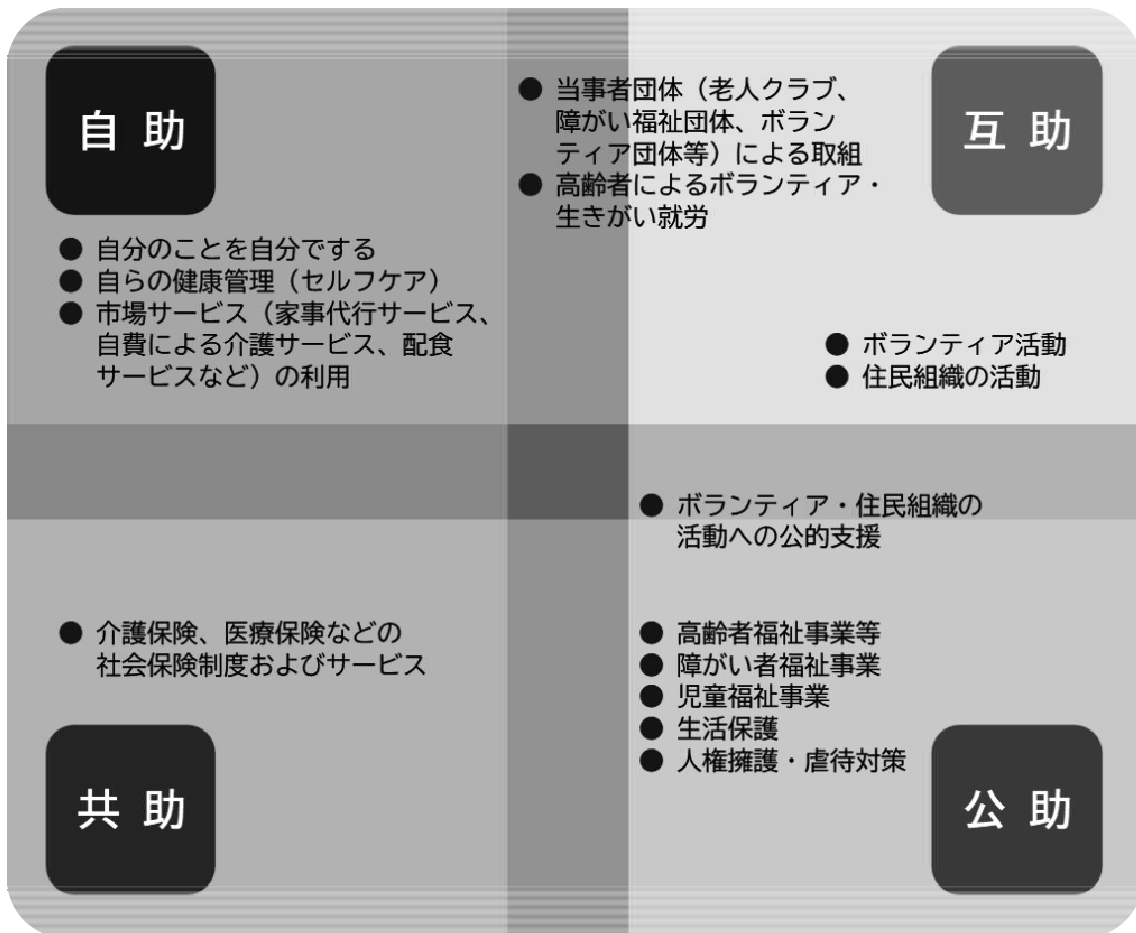 自助
● 自分のことを自分でする
● 自らの健康管理（セルフケア）
● 市場サービス（家事代行サービス、
自費による介護サービス、配食
サービスなど）の利用
● 当事者団体（老人クラブ、
障がい福祉団体、ボラン
ティア団体等）による取組
● 高齢者によるボランティア・
生きがい就労
互助
● ボランティア活動
● 住民組織の活動
● ボランティア・住民組織の
活動への公的支援
● 介護保険、医療保険などの
社会保険制度およびサービス
共助
● 高齢者福祉事業等
● 障がい者福祉事業
● 児童福祉事業
● 生活保護
● 人権擁護・虐待対策
公助